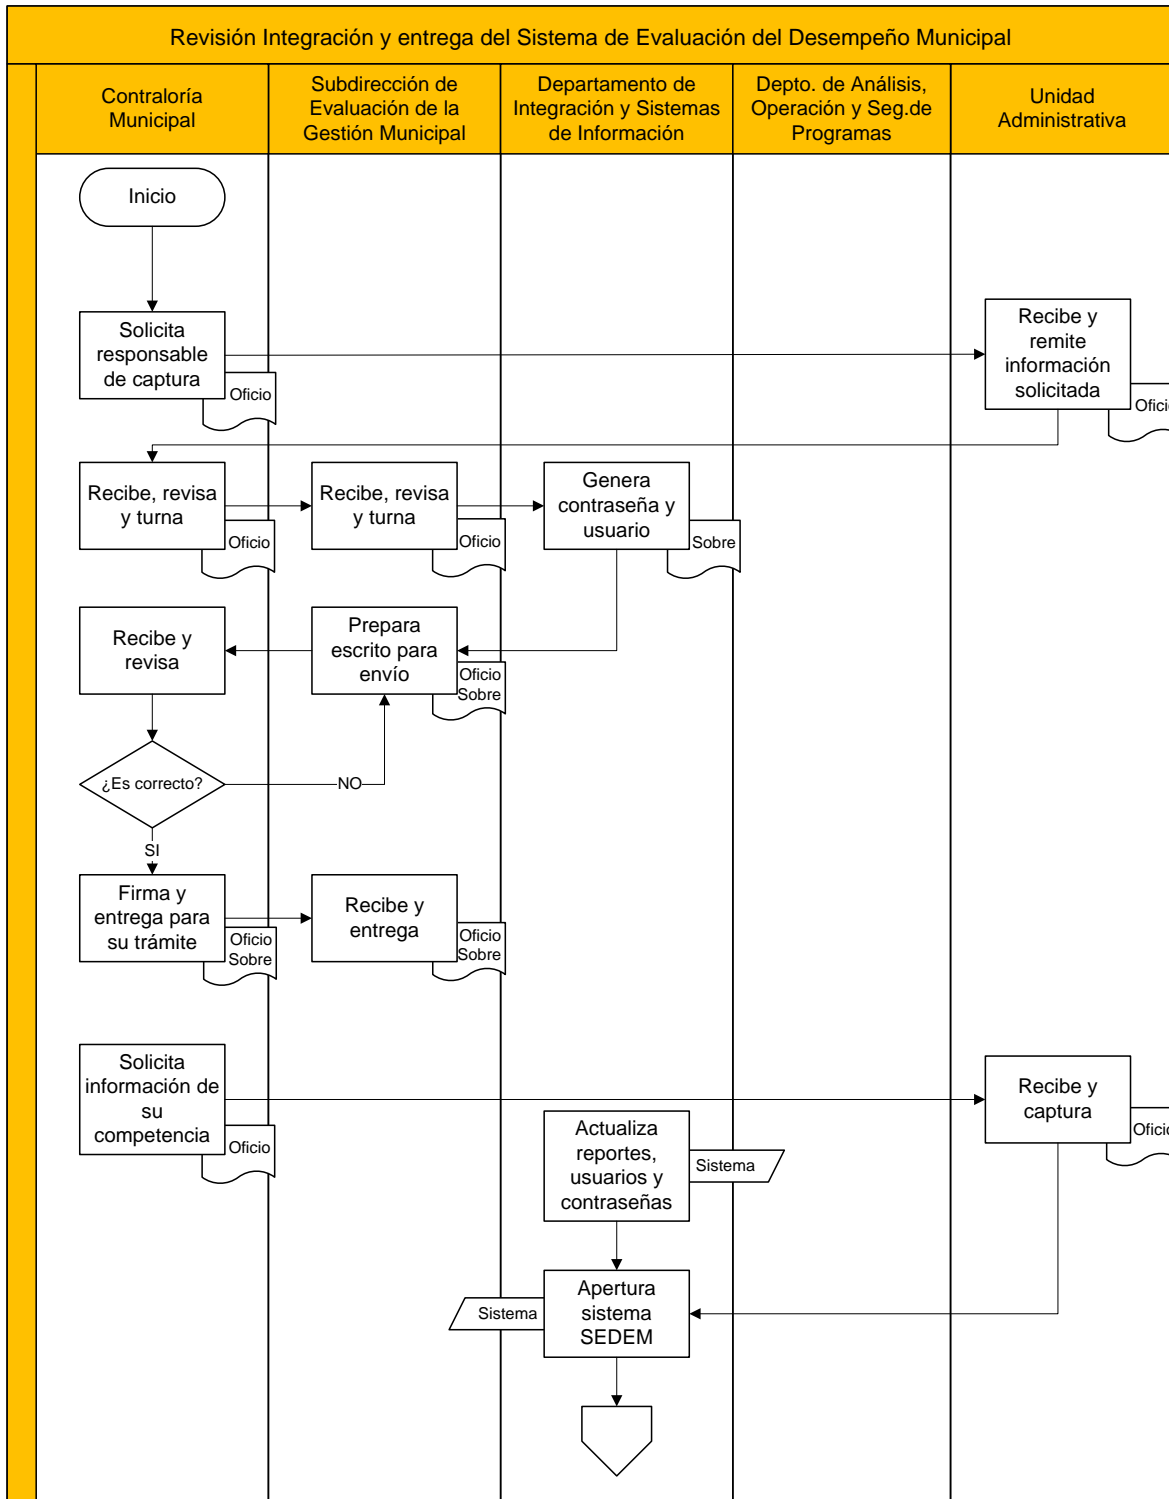 Revisión Integración y entrega del Sistema de Evaluación del Desempeño Municipal
Contraloría
Municipal
Subdirección de
Evaluación de la
Gestión Municipal
Departamento de
Integración y Sistemas
de Información
Depto. de Análisis,
Operación y Seg.de
Programas
Unidad
Administrativa
Inicio
Solicita
responsable
de captura
Oficio
Recibe y
remite
información
solicitada
Oficio
Recibe, revisa
y turna
Oficio
Recibe, revisa
y turna
Oficio
Genera
contraseña y
usuario
Sobre
Recibe y
revisa
Prepara
escrito para
envío
Oficio
Sobre
¿Es correcto?
NO
SI
Firma y
entrega para
su trámite
Oficio
Sobre
Recibe y
entrega
Oficio
Sobre
Solicita
información de
su
competencia
Oficio
Recibe y
captura
Oficio
Actualiza
reportes,
usuarios y
contraseñas
Sistema
Apertura
sistema
SEDEM
Sistema